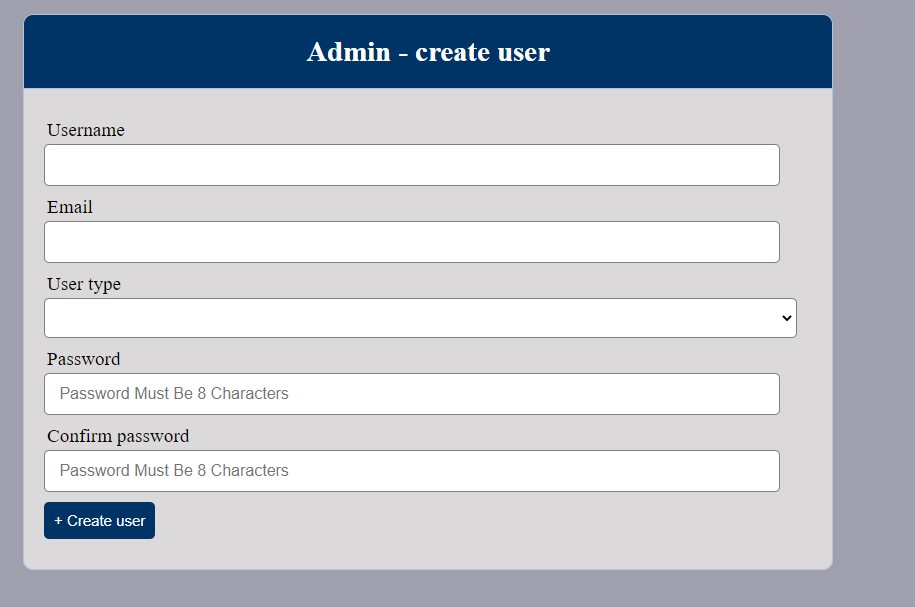 Admin - create user
Username
Email
User type
Password
Password Must Be 8 Characters
Confirm password
Password Must Be 8 Characters
+ Create user